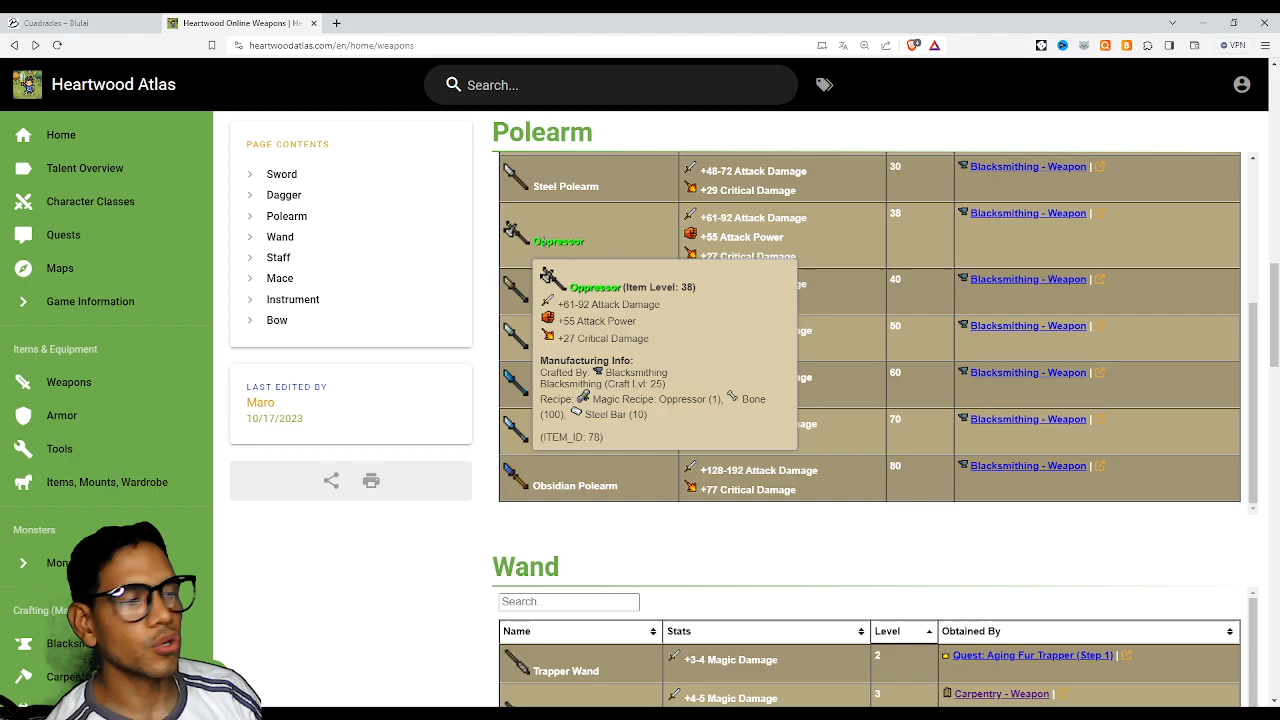 Cuadradas – Blulai
Heartwood Online Weapons | He
heartwoodatlas.com/en/home/weapons
VPN
Heartwood Atlas
Search...
Home
Talent Overview
Character Classes
Quests
Maps
Game Information
Items & Equipment
Weapons
Armor
Tools
Items, Mounts, Wardrobe
Monsters
Mon
Crafting (Ma
Blacksm
Carpent
PAGE CONTENTS
Sword
Dagger
Polearm
Wand
Staff
Mace
Instrument
Bow
LAST EDITED BY
Maro
10/17/2023
Polearm
Steel Polearm
+48-72 Attack Damage
+29 Critical Damage
30
Blacksmithing - Weapon |
Oppressor
+61-92 Attack Damage
+55 Attack Power
+27 Critical Damage
38
Blacksmithing - Weapon |
Oppressor (Item Level: 38)
+61-92 Attack Damage
+55 Attack Power
+27 Critical Damage
Manufacturing Info:
Crafted By: Blacksmithing
Blacksmithing (Craft Lvl: 25)
Recipe: Magic Recipe: Oppressor (1), Bone
(100), Steel Bar (10)
(ITEM_ID: 78)
40
Blacksmithing - Weapon |
50
Blacksmithing - Weapon |
60
Blacksmithing - Weapon |
70
Blacksmithing - Weapon |
Obsidian Polearm
+128-192 Attack Damage
+77 Critical Damage
80
Blacksmithing - Weapon |
Wand
Search..
Name Stats Level Obtained By
Trapper Wand
+3-4 Magic Damage
2
Quest: Aging Fur Trapper (Step 1) |
+4-5 Magic Damage
3
Carpentry - Weapon |